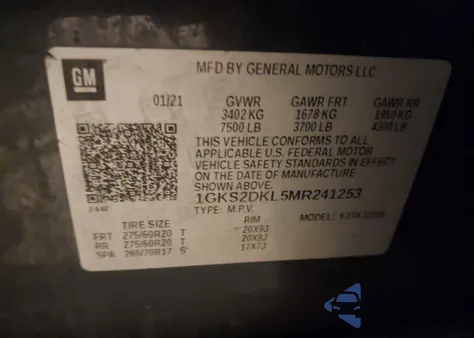 GM
MFD BY GENERAL MOTORS LLC
01/21 GVWR GAWR FRT GAWR RR
3402 KG 1678 KG 1950 KG
7500 LB 3700 LB 4300 LB
THIS VEHICLE CONFORMS TO ALL
APPLICABLE U.S. FEDERAL MOTOR
VEHICLE SAFETY STANDARDS IN EFFECT
ON THE DATE OF MANUFACTURE
SHOWN ABOVE.
1GKS2DKL5MR241253
TYPE: M.P.V. MODEL:
TIRE SIZE RIM
FRT 275/60R20 T 20X9J
RR 275/60R20 T 20X9J
SPA 265/70R17 S 17X7J